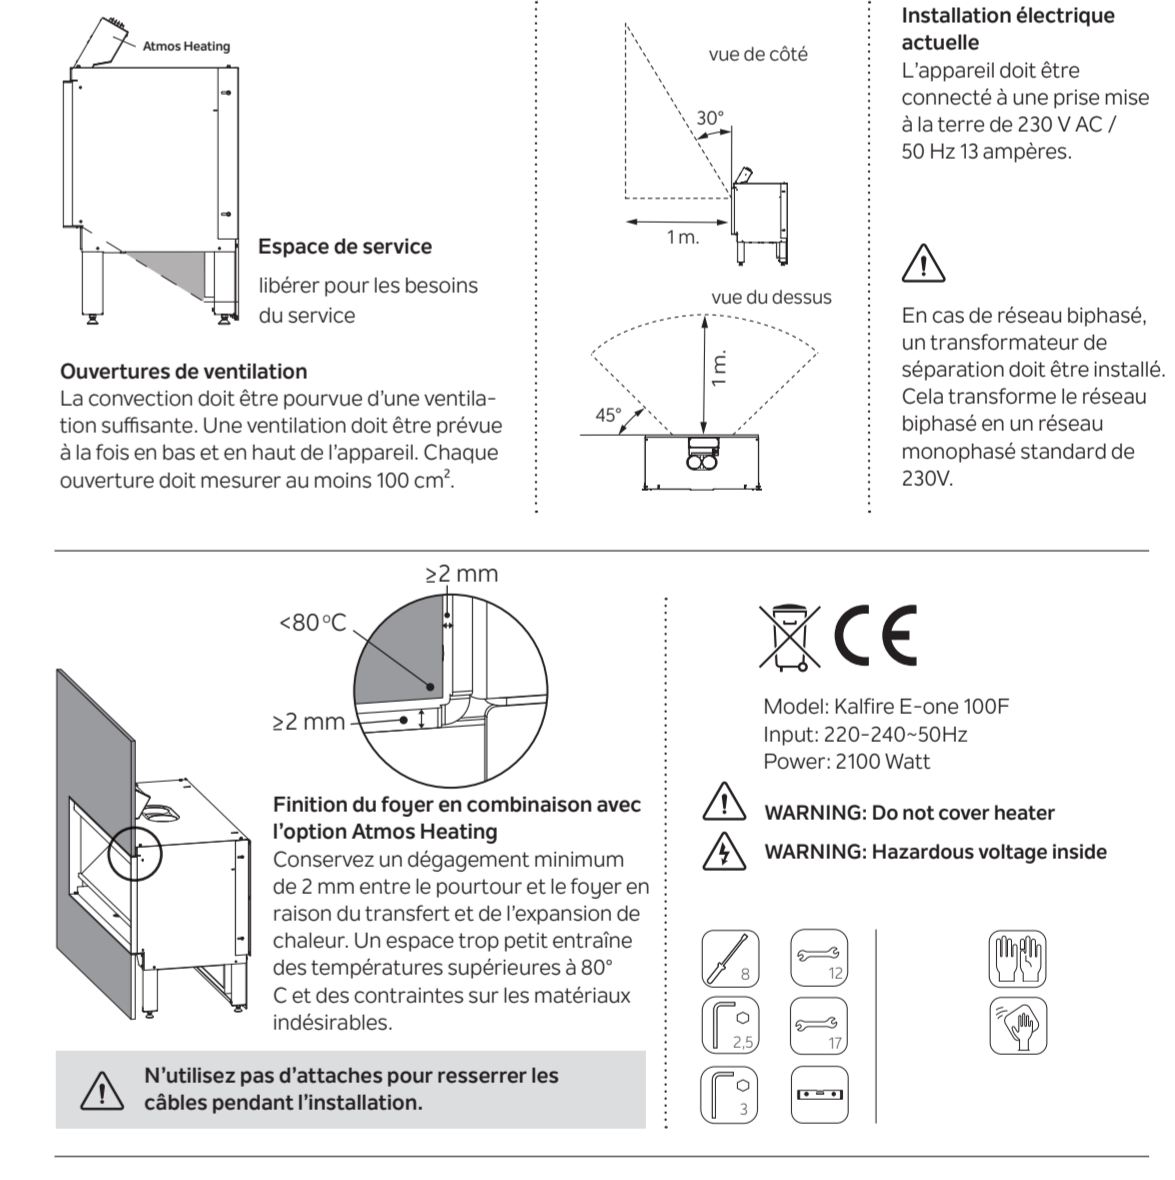 Atmos Heating
Espace de service
libérer pour les besoins
du service
Ouvertures de ventilation
La convection doit être pourvue d'une ventila-
tion suffisante. Une ventilation doit être prévue
à la fois en bas et en haut de l'appareil. Chaque
ouverture doit mesurer au moins 100 cm².
vue de côté
30°
1 m.
vue du dessus
1 m.
45°
Installation électrique
actuelle
L'appareil doit être
connecté à une prise mise
à la terre de 230 V AC /
50 Hz 13 ampères.
En cas de réseau biphasé,
un transformateur de
séparation doit être installé.
Cela transforme le réseau
biphasé en un réseau
monophasé standard de
230V.
≥2 mm
<80°C
≥2 mm
Finition du foyer en combinaison avec
l'option Atmos Heating
Conservez un dégagement minimum
de 2 mm entre le pourtour et le foyer en
raison du transfert et de l'expansion de
chaleur. Un espace trop petit entraîne
des températures supérieures à 80°
C et des contraintes sur les matériaux
indésirables.
N'utilisez pas d'attaches pour resserrer les
câbles pendant l'installation.
CE
Model: Kalfire E-one 100F
Input: 220-240~50Hz
Power: 2100 Watt
WARNING: Do not cover heater
WARNING: Hazardous voltage inside
8
12
2,5
17
3